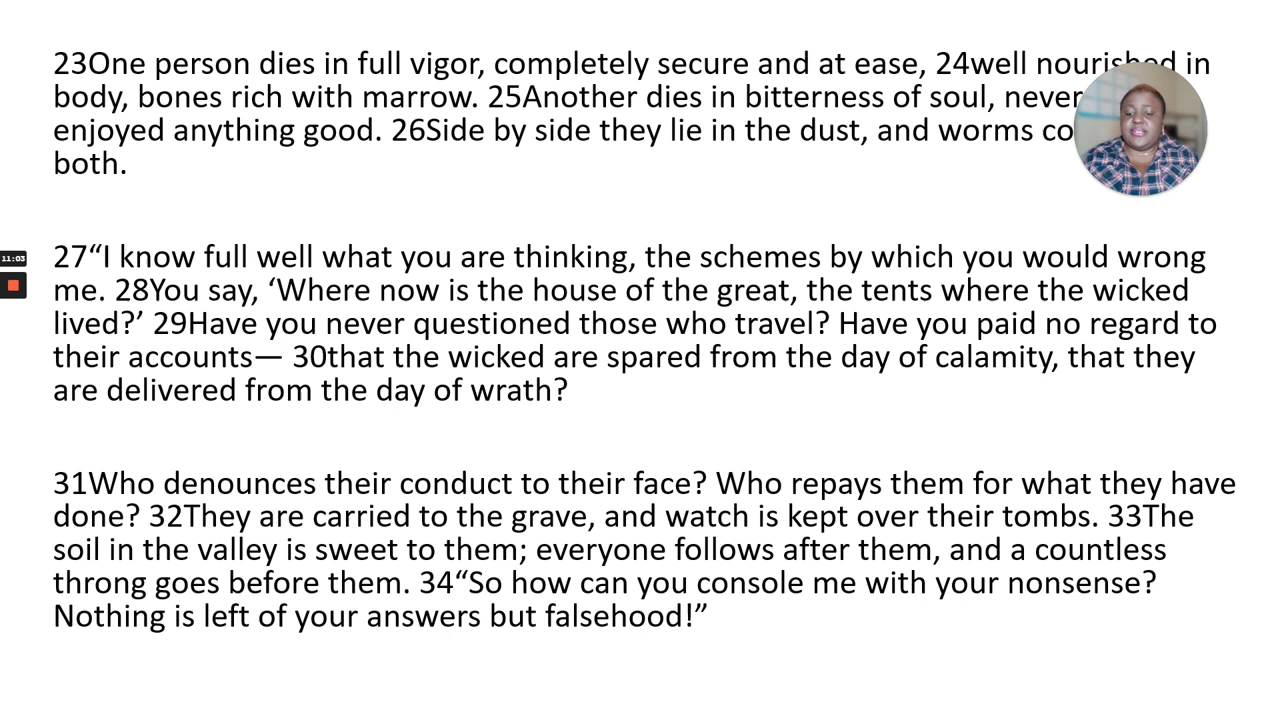 23One person dies in full vigor, completely secure and at ease, 24well nourished in
body, bones rich with marrow. 25Another dies in bitterness of soul, never
enjoyed anything good. 26Side by side they lie in the dust, and worms
both.
27“I know full well what you are thinking, the schemes by which you would wrong
me. 28You say, ‘Where now is the house of the great, the tents where the wicked
lived?’ 29Have you never questioned those who travel? Have you paid no regard to
their accounts— 30that the wicked are spared from the day of calamity, that they
are delivered from the day of wrath?
31Who denounces their conduct to their face? Who repays them for what they have
done? 32They are carried to the grave, and watch is kept over their tombs. 33The
soil in the valley is sweet to them; everyone follows after them, and a countless
throng goes before them. 34“So how can you console me with your nonsense?
Nothing is left of your answers but falsehood!”
11:03